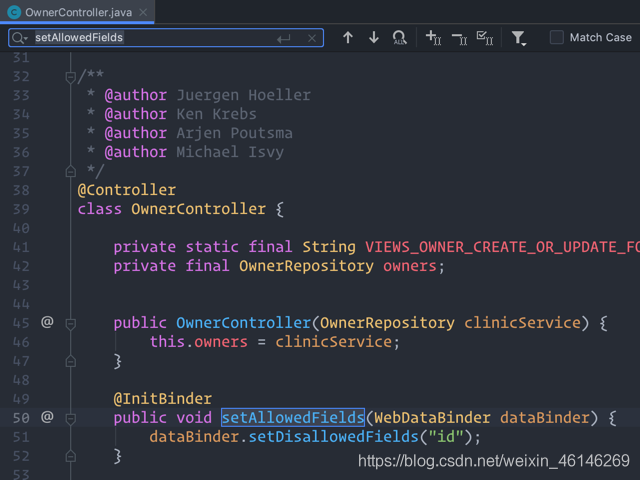 OwnerController.java
setAllowedFields
ALL
Match Case
31
32 /**
33 * @author Juergen Hoeller
34 * @author Ken Krebs
35 * @author Arjen Poutsma
36 * @author Michael Isvy
37 */
38 @Controller
39 class OwnerController {
40
41 private static final String VIEWS_OWNER_CREATE_OR_UPDATE_FO
42 private final OwnerRepository owners;
43
44
45 @ public OwnerController(OwnerRepository clinicService) {
46 this.owners = clinicService;
47 }
48
49 @InitBinder
50 @ public void setAllowedFields(WebDataBinder dataBinder) {
51 dataBinder.setDisallowedFields("id");
52 }
53
https://blog.csdn.net/weixin_46146269